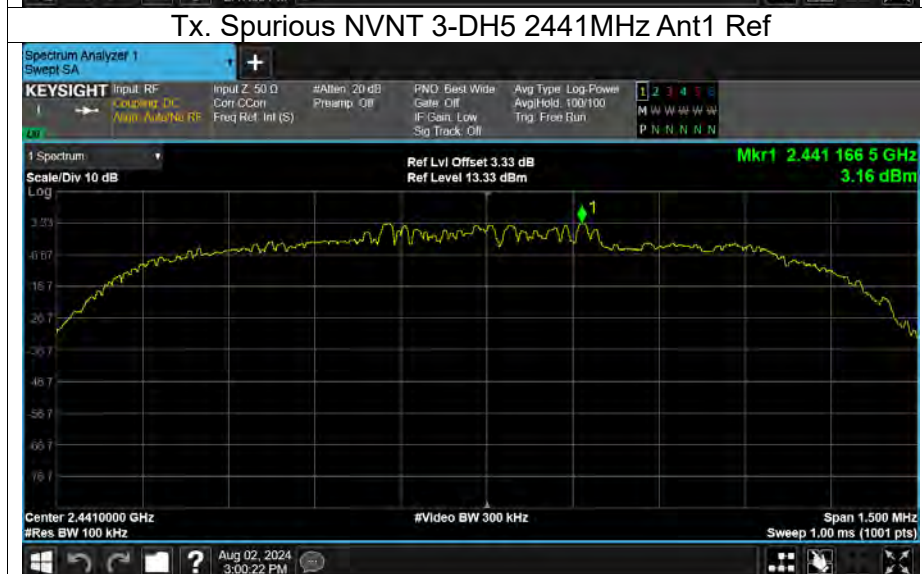 Tx. Spurious NVNT 3-DH5 2441MHz Ant1 Ref
Spectrum Analyzer 1
Swept SA
+
KEYSIGHT
Input: RF
Coupling: DC
Align: Auto/No RF
Input Z: 50 Ω
Corr CCorr
Freq Ref: Int (S)
#Atten: 20 dB
Preamp: Off
PNO: Best Wide
Gate: Off
IF Gain: Low
Sig Track: Off
Avg Type: Log-Power
Avg|Hold: 100/100
Trig: Free Run
1 2 3 4 5 6
M W W W W W
P N N N N N
1 Spectrum
Scale/Div 10 dB
Log
Ref Lvl Offset 3.33 dB
Ref Level 13.33 dBm
Mkr1 2.441 166 5 GHz
3.16 dBm
1
3.33
-6.67
-16.7
-26.7
-36.7
-46.7
-56.7
-66.7
-76.7
Center 2.4410000 GHz
#Res BW 100 kHz
#Video BW 300 kHz
Span 1.500 MHz
Sweep 1.00 ms (1001 pts)
?
Aug 02, 2024
3:00:22 PM